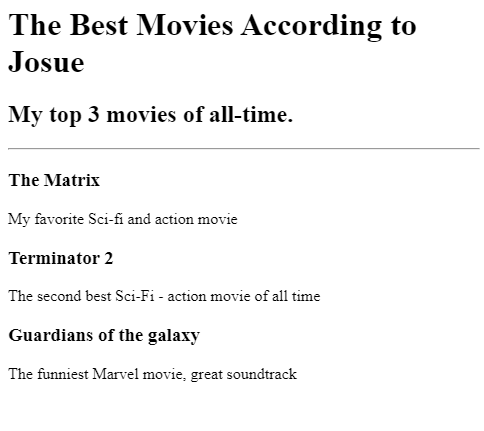 The Best Movies According to
Josue
My top 3 movies of all-time.
The Matrix
My favorite Sci-fi and action movie
Terminator 2
The second best Sci-Fi - action movie of all time
Guardians of the galaxy
The funniest Marvel movie, great soundtrack